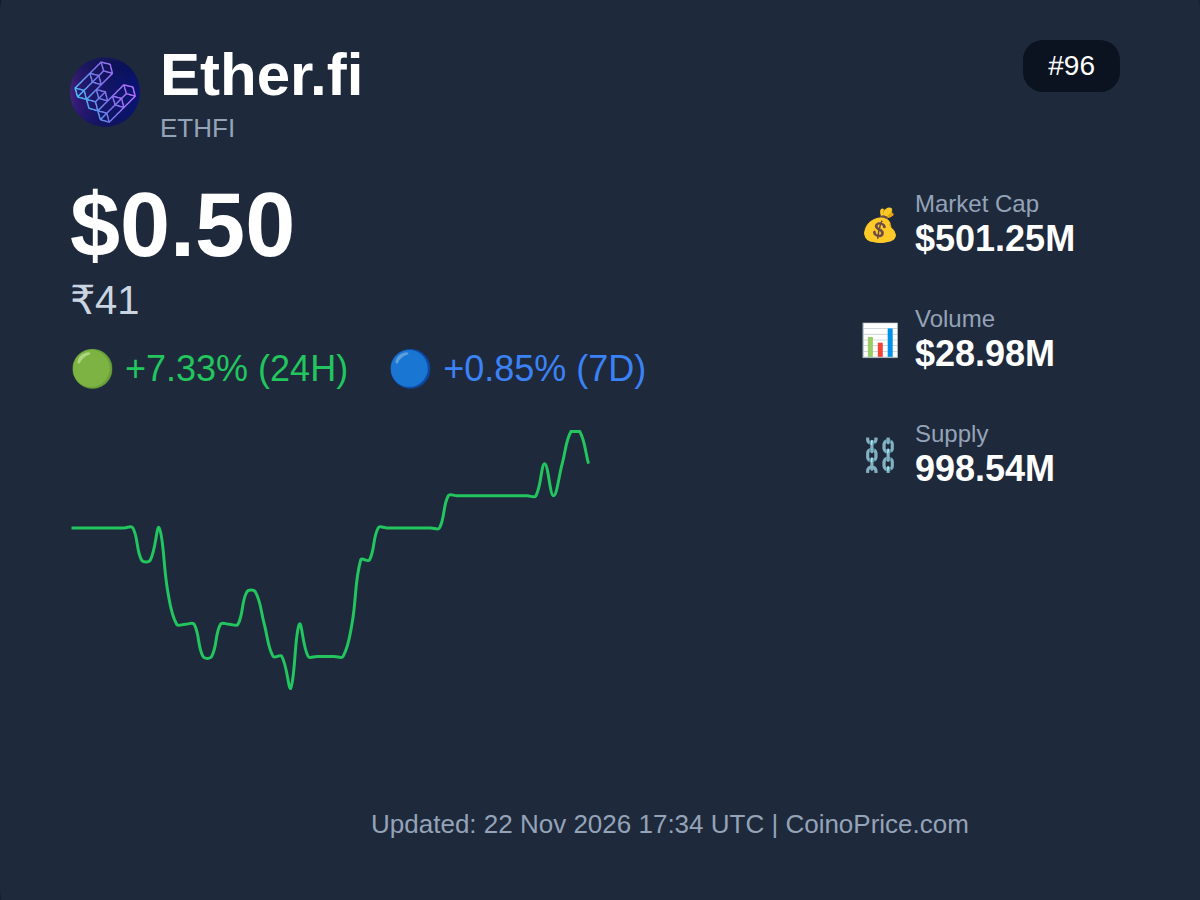 Ether.fi
ETHFI
#96
$0.50
₹41
+7.33% (24H)
+0.85% (7D)
Market Cap
$501.25M
Volume
$28.98M
Supply
998.54M
Updated: 22 Nov 2026 17:34 UTC | CoinoPrice.com